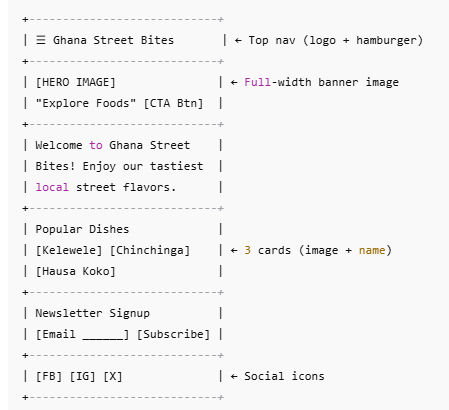 +---------------------------+
| ☰ Ghana Street Bites       | ← Top nav (logo + hamburger)
+---------------------------+
| [HERO IMAGE]               | ← Full-width banner image
| "Explore Foods" [CTA Btn]  |
+---------------------------+
| Welcome to Ghana Street    |
| Bites! Enjoy our tastiest  |
| local street flavors.      |
+---------------------------+
| Popular Dishes             |
| [Kelewele] [Chinchinga]    | ← 3 cards (image + name)
| [Hausa Koko]               |
+---------------------------+
| Newsletter Signup          |
| [Email ______] [Subscribe] |
+---------------------------+
| [FB] [IG] [X]              | ← Social icons
+---------------------------+